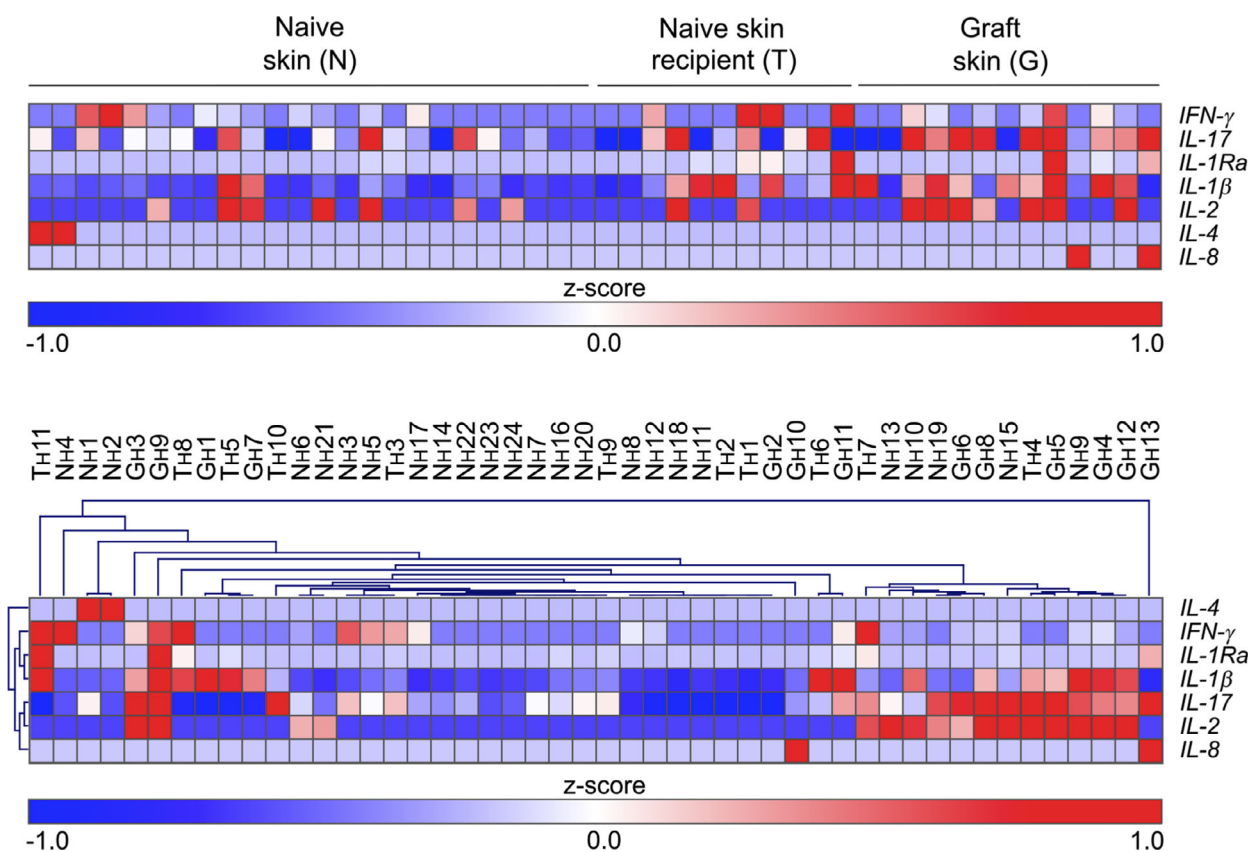 Naive skin (N)
Naive skin recipient (T)
Graft skin (G)
IFN-γ
IL-17
IL-1Ra
IL-1β
IL-2
IL-4
IL-8
z-score
-1.0 0.0 1.0
TH11 NH4 NH1 NH2 GH3 GH9 TH8 GH1 TH5 GH7 TH10 NH6 NH21 NH3 NH5 TH3 NH17 NH14 NH22 NH23 NH24 NH7 NH16 NH20 TH9 NH8 NH12 NH18 NH11 TH2 TH1 GH2 GH10 TH6 GH11 TH7 NH13 NH10 NH19 GH6 GH8 NH15 TH4 GH5 NH9 GH4 GH12 GH13
IL-4
IFN-γ
IL-1Ra
IL-1β
IL-17
IL-2
IL-8
z-score
-1.0 0.0 1.0